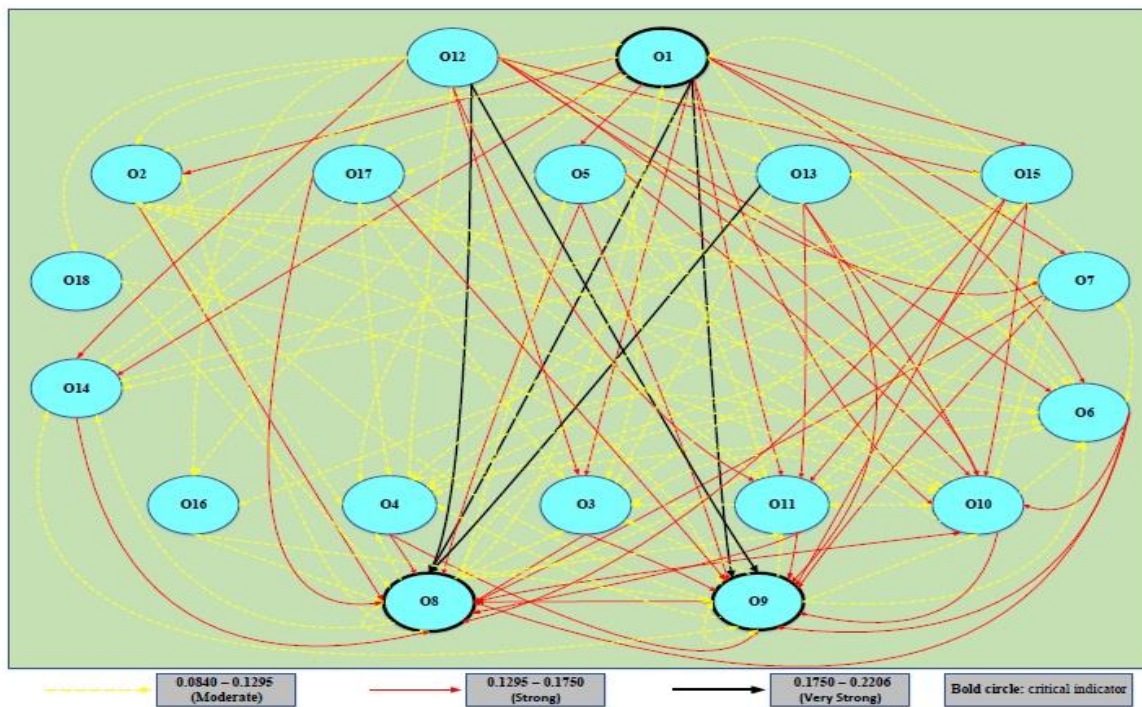 O12
O1
O2
O17
O5
O13
O15
O18
O7
O14
O6
O16
O4
O3
O11
O10
O8
O9
0.0840 – 0.1295
(Moderate)
0.1295 - 0.1750
(Strong)
0.1750 - 0.2206
(Very Strong)
Bold circle: critical indicator